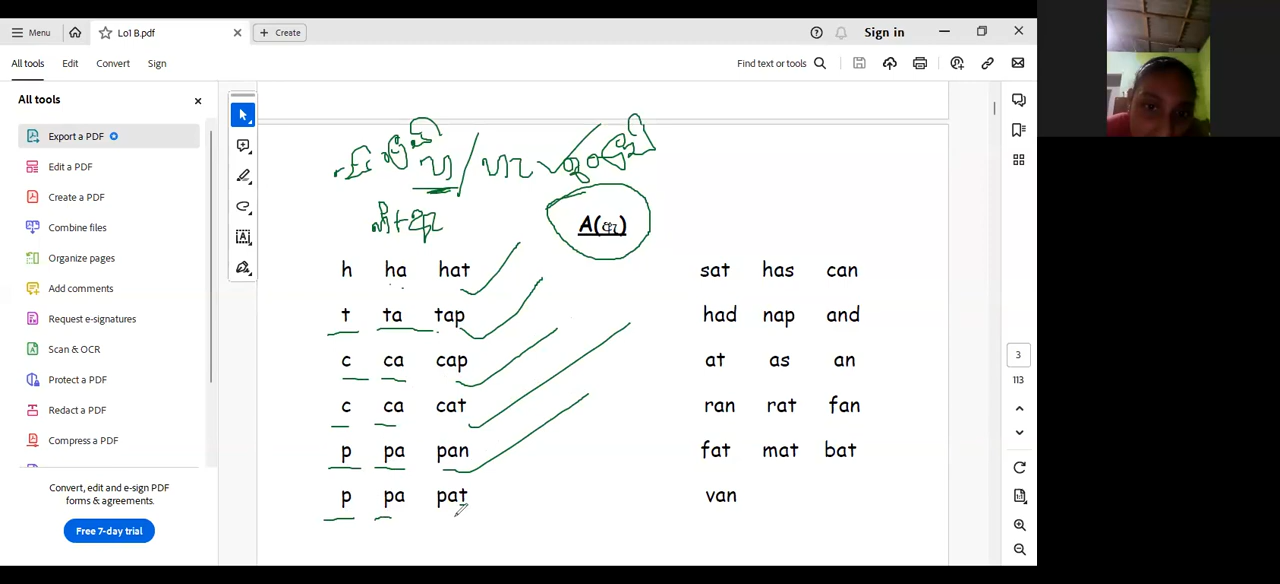 Menu
Lo1 B.pdf
Create
Sign in
All tools Edit Convert Sign
Find text or tools
All tools
Export a PDF
Edit a PDF
Create a PDF
Combine files
Organize pages
Add comments
Request e-signatures
Scan & OCR
Protect a PDF
Redact a PDF
Compress a PDF
Convert, edit and e-sign PDF
forms & agreements.
Free 7-day trial
A(අ)
h ha hat
t ta tap
c ca cap
c ca cat
p pa pan
p pa pat
sat has can
had nap and
at as an
ran rat fan
fat mat bat
van
3
113